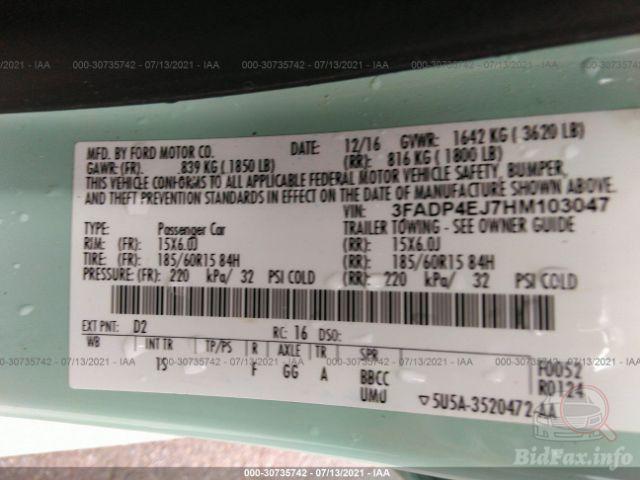 000-30735742 - 07/13/2021 - IAA
MFD. BY FORD MOTOR CO. DATE: 12/16 GVWR: 1642 KG ( 3620 LB)
GAWR: (FR): 839 KG ( 1850 LB) (RR): 816 KG ( 1800 LB)
THIS VEHICLE CONFORMS TO ALL APPLICABLE FEDERAL MOTOR VEHICLE SAFETY, BUMPER,
AND THEFT PREVENTION STANDARDS IN EFFECT ON THE DATE OF MANUFACTURE SHOWN ABOVE.
VIN: 3FADP4EJ7HM103047
TYPE: Passenger Car TRAILER TOWING - SEE OWNER GUIDE
RIM: (FR): 15X6.0J (RR): 15X6.0J
TIRE: (FR): 185/60R15 84H (RR): 185/60R15 84H
PRESSURE: (FR): 220 kPa/ 32 PSI COLD (RR): 220 kPa/ 32 PSI COLD
EXT PNT: D2 RC: 16 DSO:
WB INT TR TP/PS R AXLE TR SPR
TS F GG A BBCC
UMU
F0052
R0124
▽5U5A-3520472-AA
000-30735742 - 07/13/2021 - IAA
BidFax.info